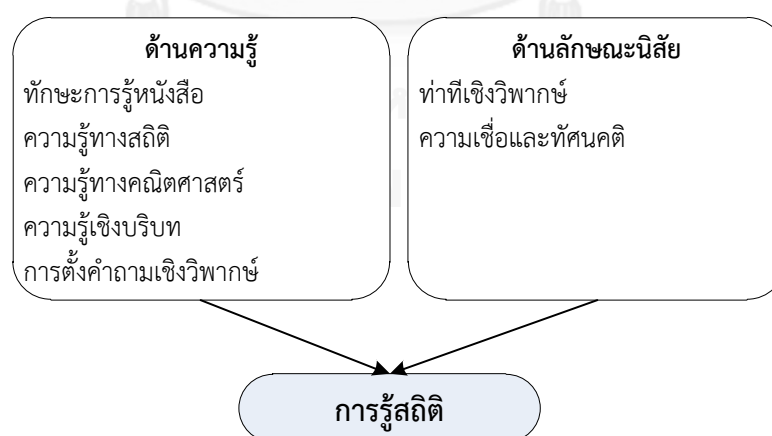 ด้านความรู้
ทักษะการรู้หนังสือ
ความรู้ทางสถิติ
ความรู้ทางคณิตศาสตร์
ความรู้เชิงบริบท
การตั้งคำถามเชิงวิพากษ์
ด้านลักษณะนิสัย
ท่าทีเชิงวิพากษ์
ความเชื่อและทัศนคติ
การรู้สถิติ